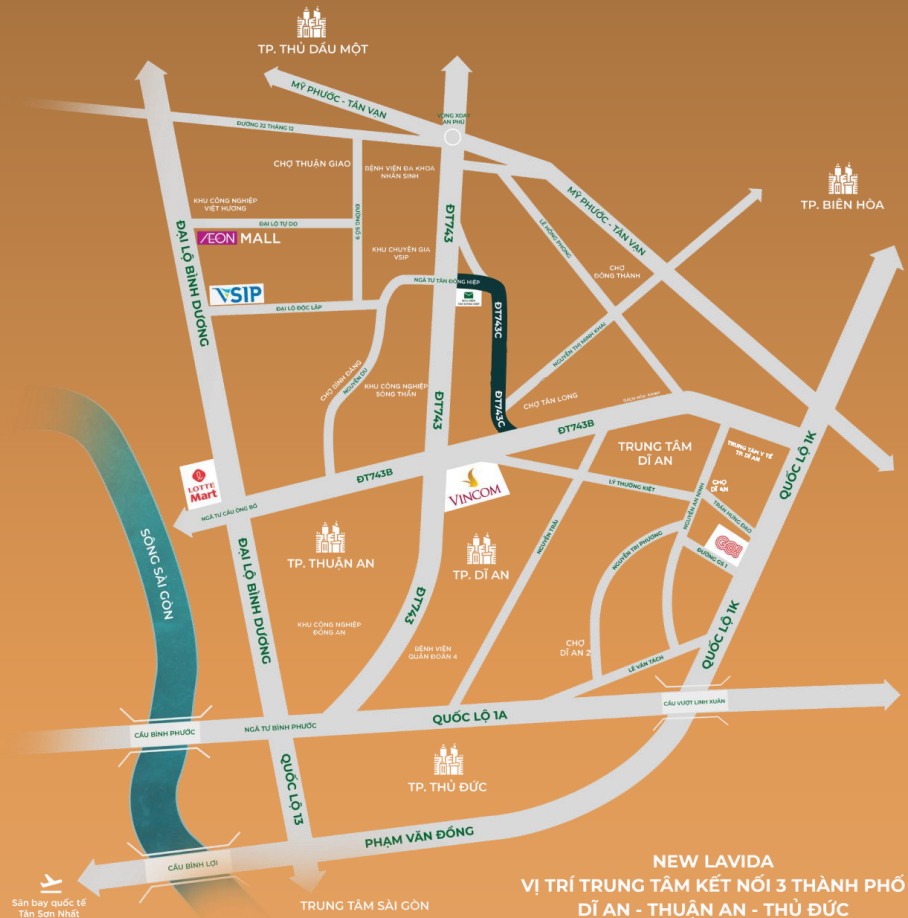 TP. THỦ DẦU MỘT
MỸ PHƯỚC - TÂN VẠN
VÒNG XOAY
AN PHÚ
ĐƯỜNG 22 THÁNG 12
CHỢ THUẬN GIAO
BỆNH VIỆN ĐA KHOA
NHÂN SINH
TP. BIÊN HÒA
MỸ PHƯỚC - TÂN VẠN
KHU CÔNG NGHIỆP
VIỆT HƯƠNG
ĐẠI LỘ TỰ DO
ĐƯỜNG SỐ 9
ĐT743
LÊ HỒNG PHONG
ĐẠI LỘ BÌNH DƯƠNG
AEON MALL
KHU CHUYÊN GIA
VSIP
CHỢ
ĐÔNG THÀNH
NGÃ TƯ TÂN ĐÔNG HIỆP
VSIP
ĐẠI LỘ ĐỘC LẬP
ĐT743C
NGUYỄN THỊ MINH KHAI
CHỢ BÌNH ĐÁNG
NGUYỄN DU
KHU CÔNG NGHIỆP
SÓNG THẦN
ĐT743
ĐT743C
CHỢ TÂN LONG
ĐT743B
TRUNG TÂM
DĨ AN
TRUNG TÂM Y TẾ
TP. DĨ AN
QUỐC LỘ 1K
LOTTE
Mart
ĐT743B
VINCOM
LÝ THƯỜNG KIỆT
CHỢ
DĨ AN
NGUYỄN AN NINH
TRẦN HƯNG ĐẠO
NGÃ TƯ CẦU ÔNG BỐ
SÔNG SÀI GÒN
TP. THUẬN AN
TP. DĨ AN
NGUYỄN TRÃI
NGUYỄN TRI PHƯƠNG
GO!
ĐƯỜNG GS 1
ĐẠI LỘ BÌNH DƯƠNG
ĐT743
KHU CÔNG NGHIỆP
ĐỒNG AN
BỆNH VIỆN
QUÂN ĐOÀN 4
CHỢ
DĨ AN 2
LÊ VĂN TÁCH
QUỐC LỘ 1K
CẦU BÌNH PHƯỚC
NGÃ TƯ BÌNH PHƯỚC
QUỐC LỘ 1A
CẦU VƯỢT LINH XUÂN
QUỐC LỘ 13
TP. THỦ ĐỨC
PHẠM VĂN ĐỒNG
CẦU BÌNH LỢI
Sân bay quốc tế
Tân Sơn Nhất
TRUNG TÂM SÀI GÒN
NEW LAVIDA
VỊ TRÍ TRUNG TÂM KẾT NỐI 3 THÀNH PHỐ
DĨ AN - THUẬN AN - THỦ ĐỨC